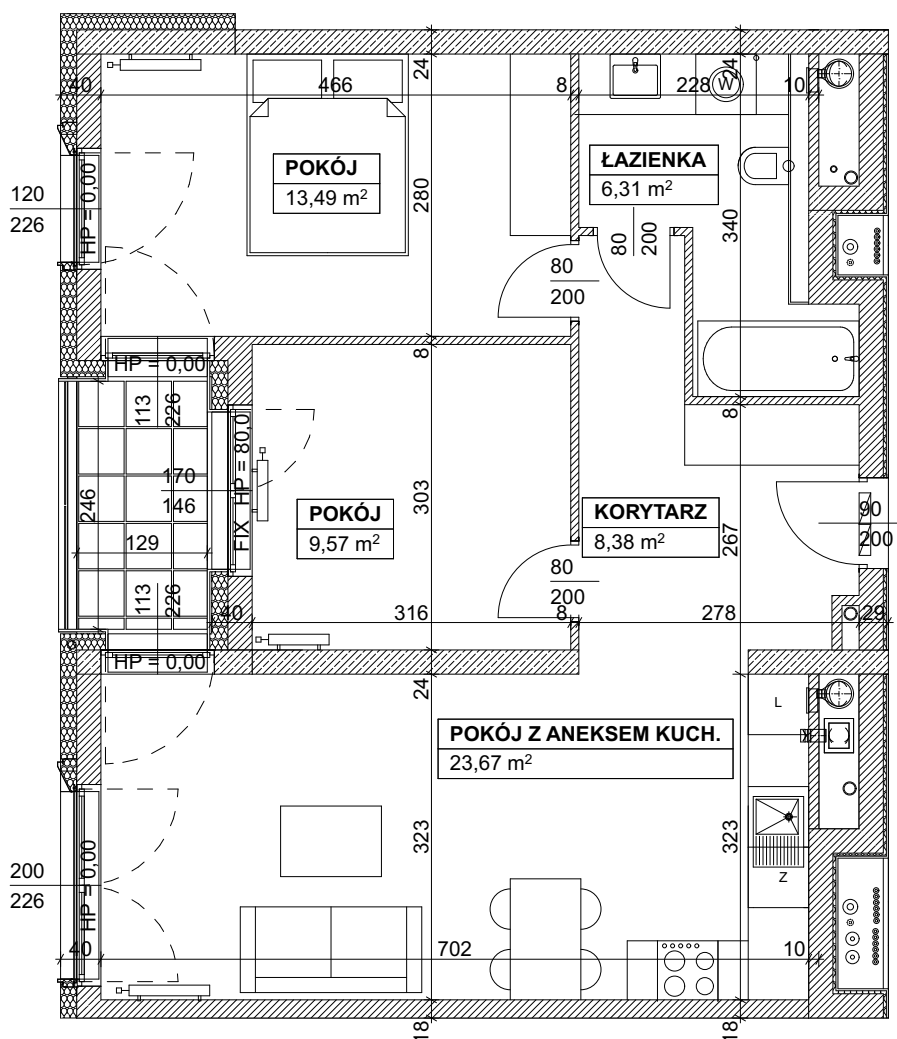 24
24
40
466
8
228
W
10
POKÓJ
13,49 m²
ŁAZIENKA
6,31 m²
120
226
HP = 0,00
280
80
200
340
80
200
HP = 0,00
8
8
113
226
170
146
246
129
FIX HP = 80,0
303
POKÓJ
9,57 m²
KORYTARZ
8,38 m²
267
90
200
80
200
113
226
40
316
8
278
29
HP = 0,00
24
L
POKÓJ Z ANEKSEM KUCH.
23,67 m²
200
226
HP = 0,00
323
323
Z
40
702
10
18
18